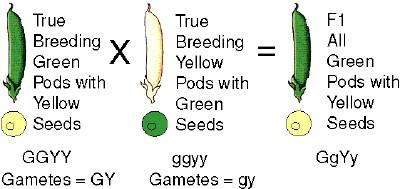 True
Breeding
Green
Pods with
Yellow
Seeds
X
True
Breeding
Yellow
Pods with
Green
Seeds
=
F1
All
Green
Pods with
Yellow
Seeds
GGYY
Gametes = GY
ggyy
Gametes = gy
GgYy